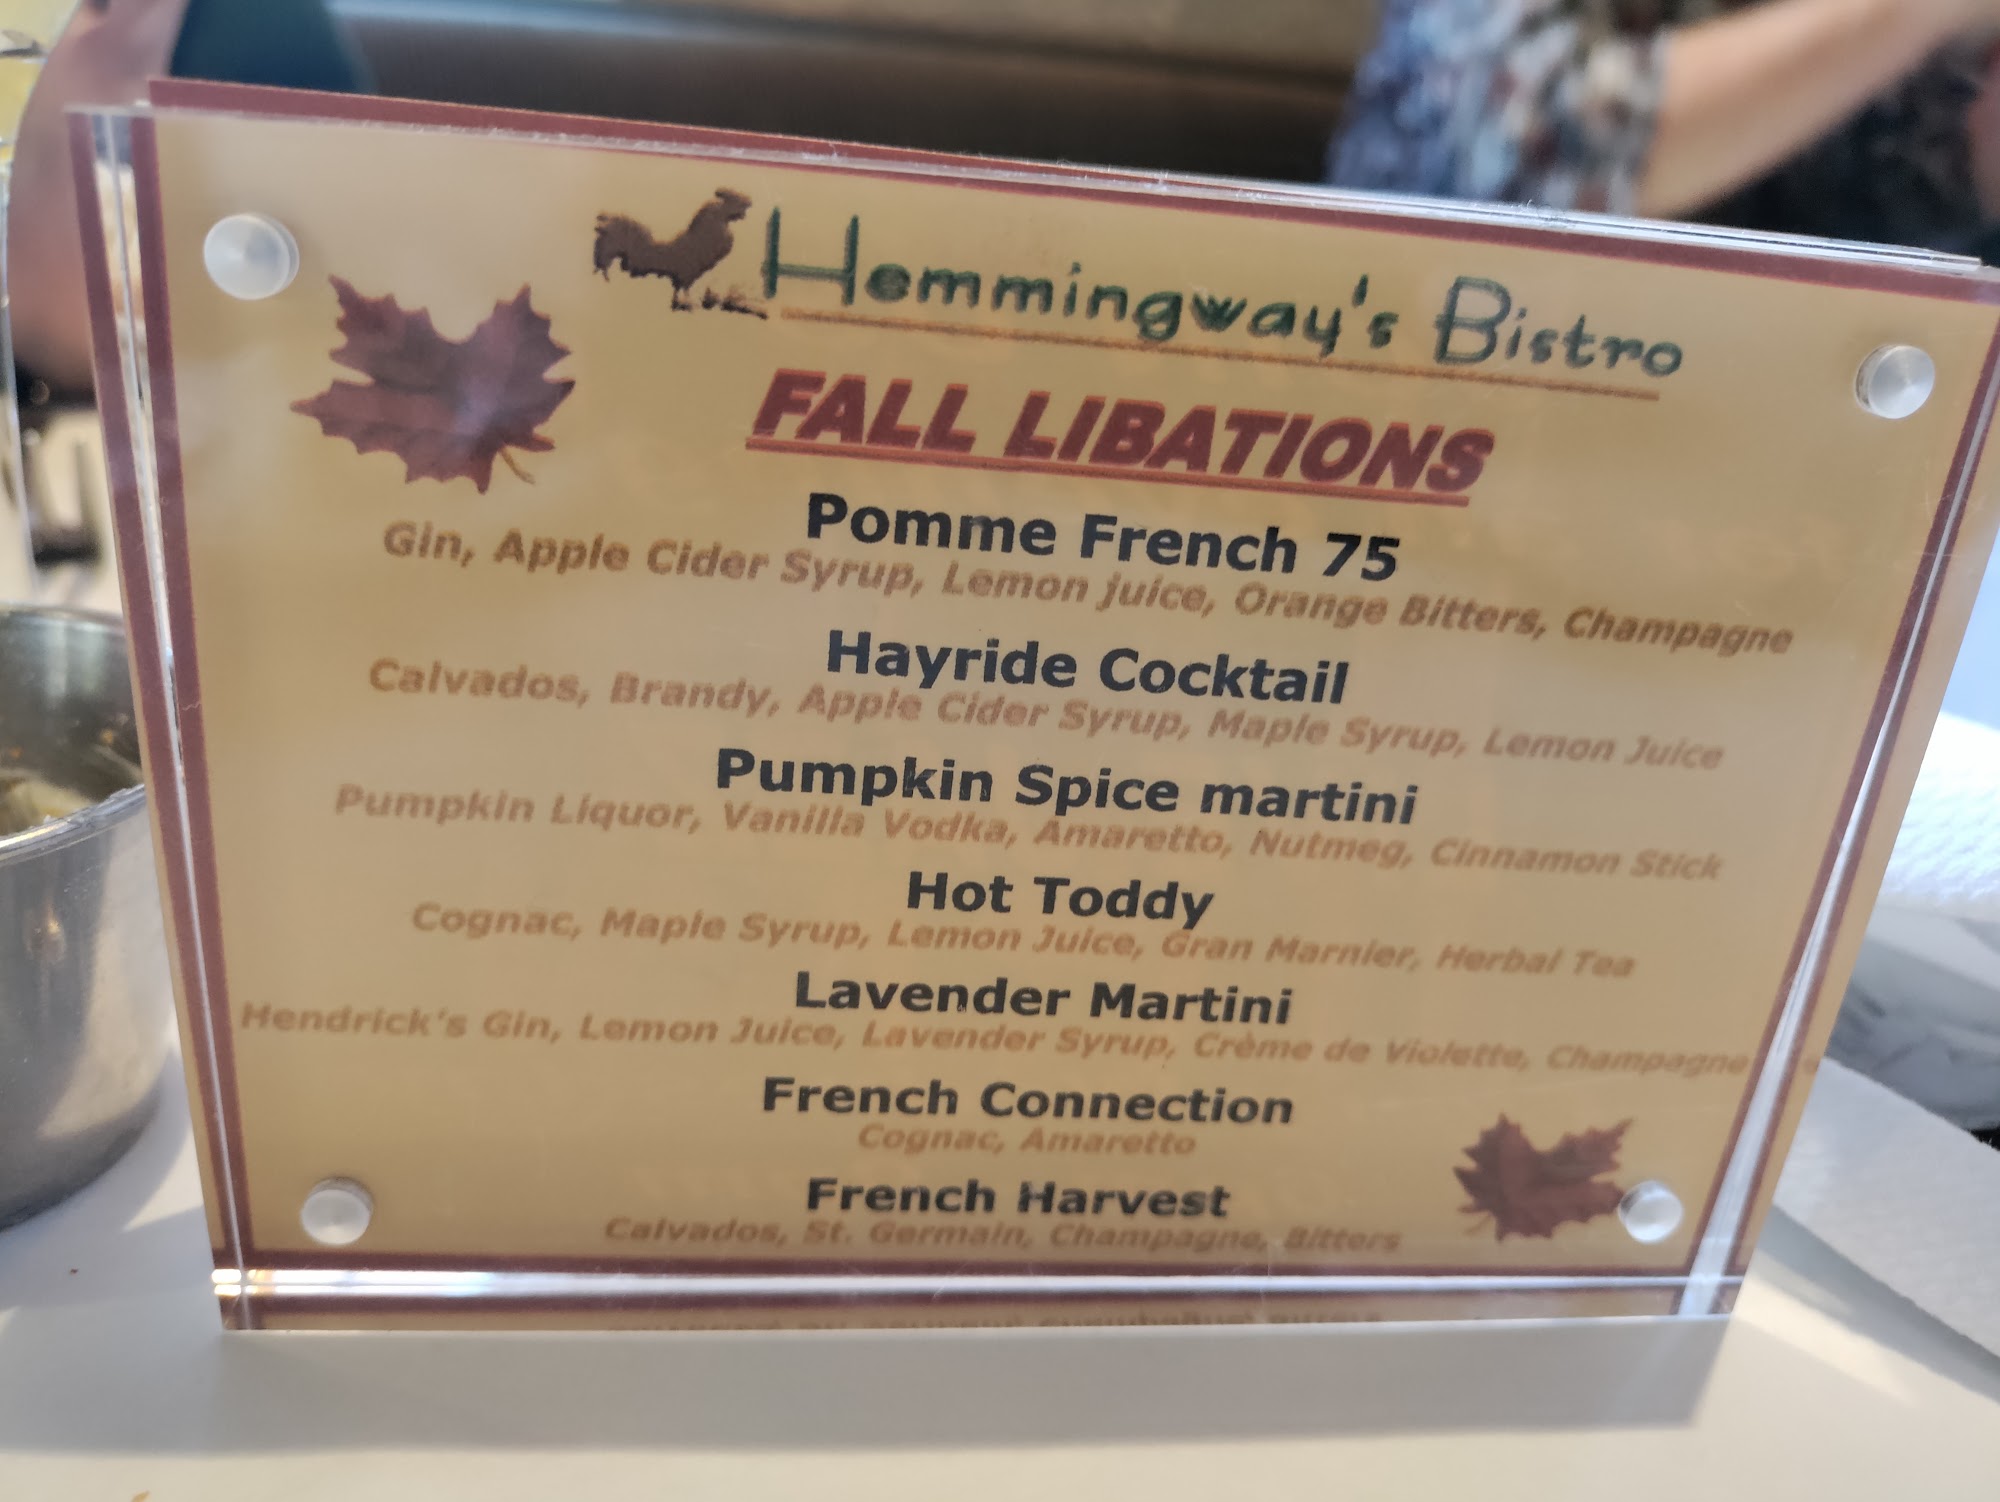 Hemmingway's Bistro
FALL LIBATIONS
Pomme French 75
Gin, Apple Cider Syrup, Lemon juice, Orange Bitters, Champagne
Hayride Cocktail
Calvados, Brandy, Apple Cider Syrup, Maple Syrup, Lemon Juice
Pumpkin Spice martini
Pumpkin Liquor, Vanilla Vodka, Amaretto, Nutmeg, Cinnamon Stick
Hot Toddy
Cognac, Maple Syrup, Lemon Juice, Gran Marnier, Herbal Tea
Lavender Martini
Hendrick's Gin, Lemon Juice, Lavender Syrup, Crème de Violette, Champagne
French Connection
Cognac, Amaretto
French Harvest
Calvados, St. Germain, Champagne, Bitters